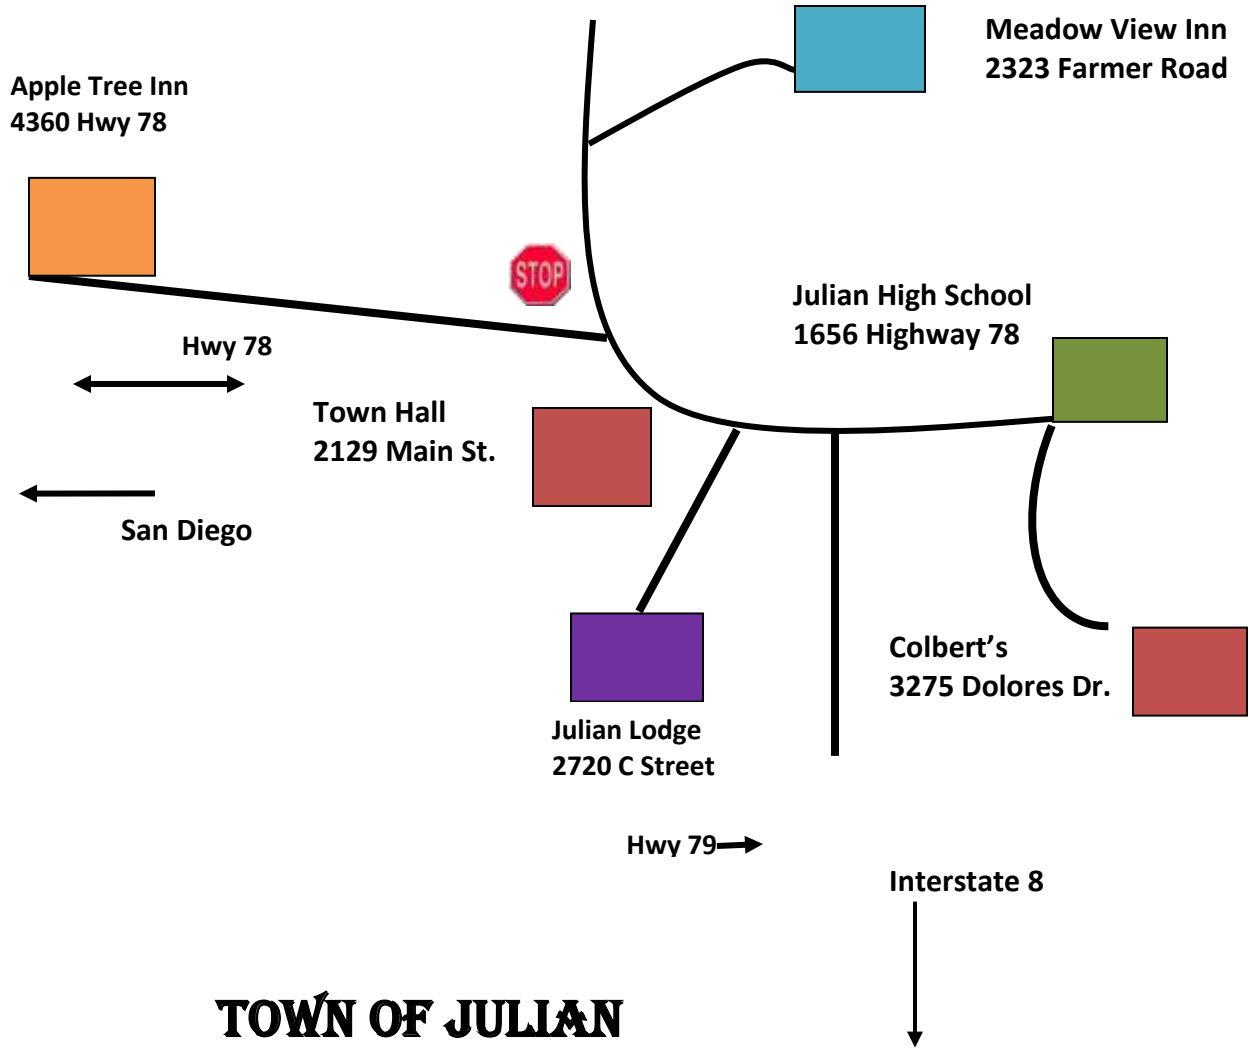 Meadow View Inn
2323 Farmer Road
Apple Tree Inn
4360 Hwy 78
STOP
Julian High School
1656 Highway 78
Hwy 78
Town Hall
2129 Main St.
San Diego
Colbert’s
3275 Dolores Dr.
Julian Lodge
2720 C Street
Hwy 79
Interstate 8
TOWN OF JULIAN